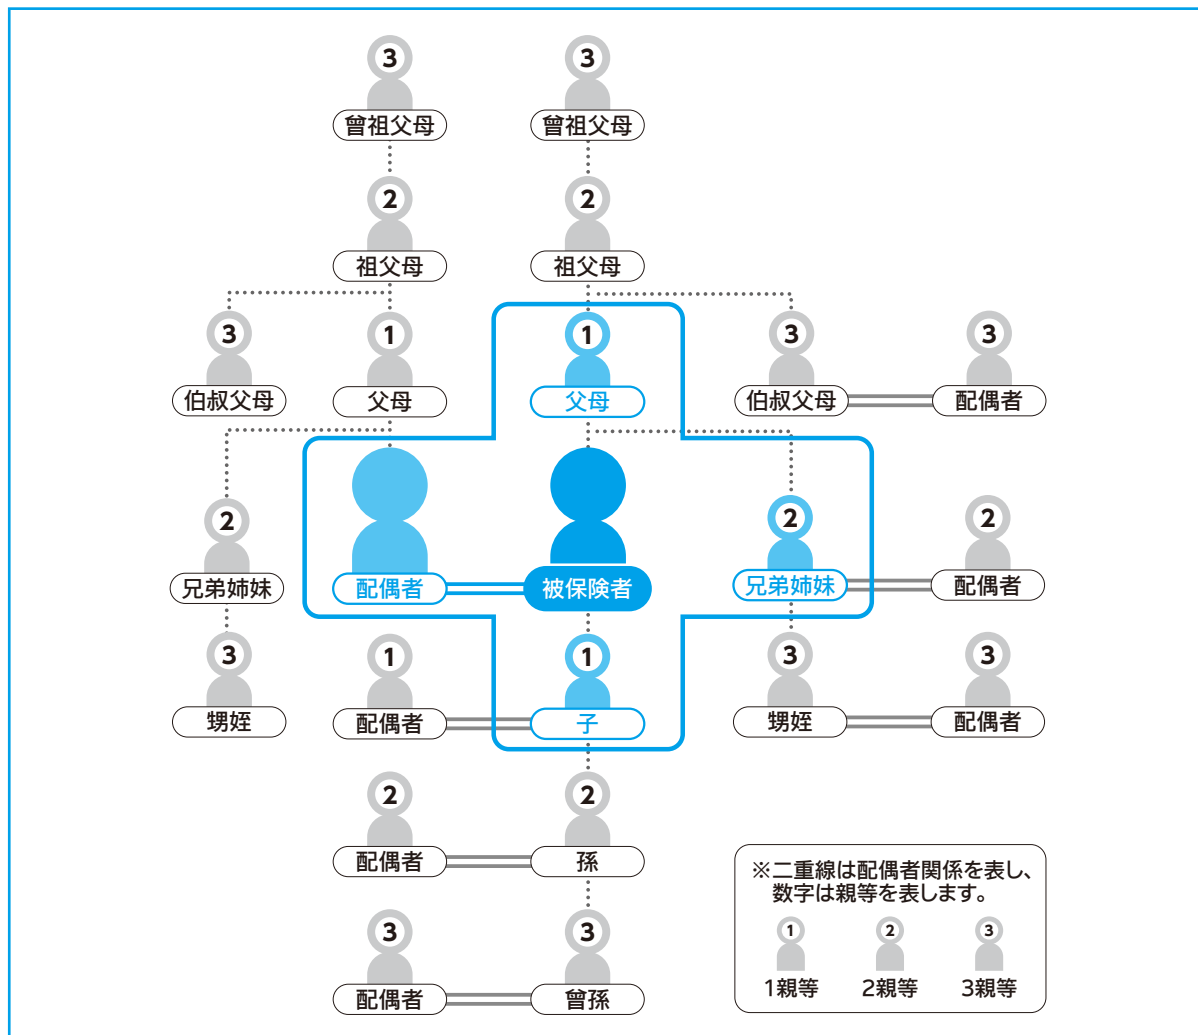 3
3
曾祖父母
曾祖父母
2
2
祖父母
祖父母
3
1
1
3
3
伯叔父母
父母
父母
伯叔父母
配偶者
2
2
2
兄弟姉妹
配偶者
被保険者
兄弟姉妹
配偶者
3
1
1
3
3
甥姪
配偶者
子
甥姪
配偶者
2
2
配偶者
孫
3
3
配偶者
曾孫
※二重線は配偶者関係を表し、
数字は親等を表します。
1
2
3
1親等
2親等
3親等